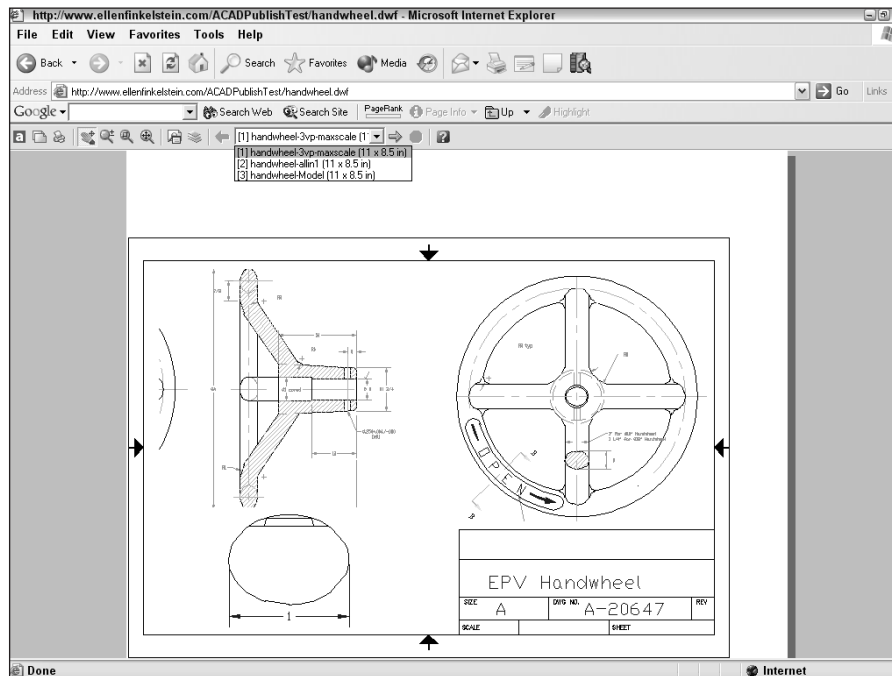 http://www.ellenfinkelstein.com/ACADPublishTest/handwheel.dwf - Microsoft Internet Explorer
File Edit View Favorites Tools Help
Back Search Favorites Media
Address http://www.ellenfinkelstein.com/ACADPublishTest/handwheel.dwf Go Links
Google Search Web Search Site PageRank Page Info Up Highlight
[1] handwheel-3vp-maxscale (1
[1] handwheel-3vp-maxscale (11 x 8.5 in)
[2] handwheel-allin1 (11 x 8.5 in)
[3] handwheel-Model (11 x 8.5 in)
OPEN
1
EPV Handwheel
SIZE A DWG NO. A-20647 REV
SCALE SHEET
Done Internet